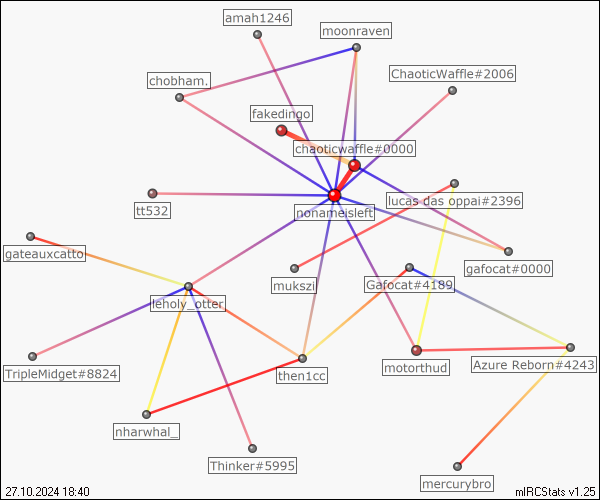 amah1246
moonraven
ChaoticWaffle#2006
chobham.
fakedingo
chaoticwaffle#0000
lucas das oppai#2396
tt532
nonameisleft
gateauxcatto
gafocat#0000
mukszi
Gafocat#4189
leholy_otter
TripleMidget#8824
then1cc
motorthud
Azure Reborn#4243
nharwhal_
Thinker#5995
mercurybro
27.10.2024 18:40
mIRCStats v1.25